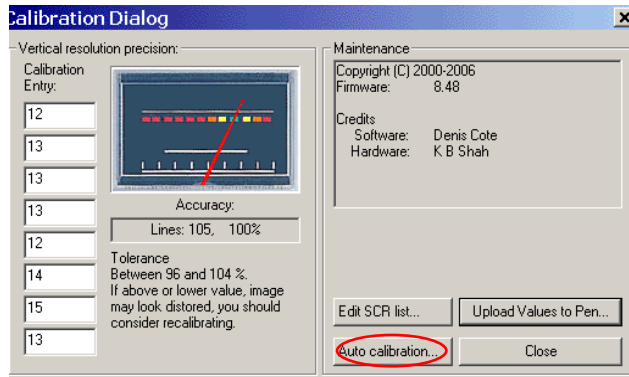 Calibration Dialog
Vertical resolution precision:
Calibration
Entry:
12
13
13
13
12
14
15
13
Accuracy:
Lines: 105, 100%
Tolerance
Between 96 and 104 %.
If above or lower value, image
may look distored, you should
consider recalibrating.
Maintenance
Copyright (C) 2000-2006
Firmware: 8.48
Credits
Software: Denis Cote
Hardware: K B Shah
Edit SCR list...
Upload Values to Pen...
Auto calibration...
Close